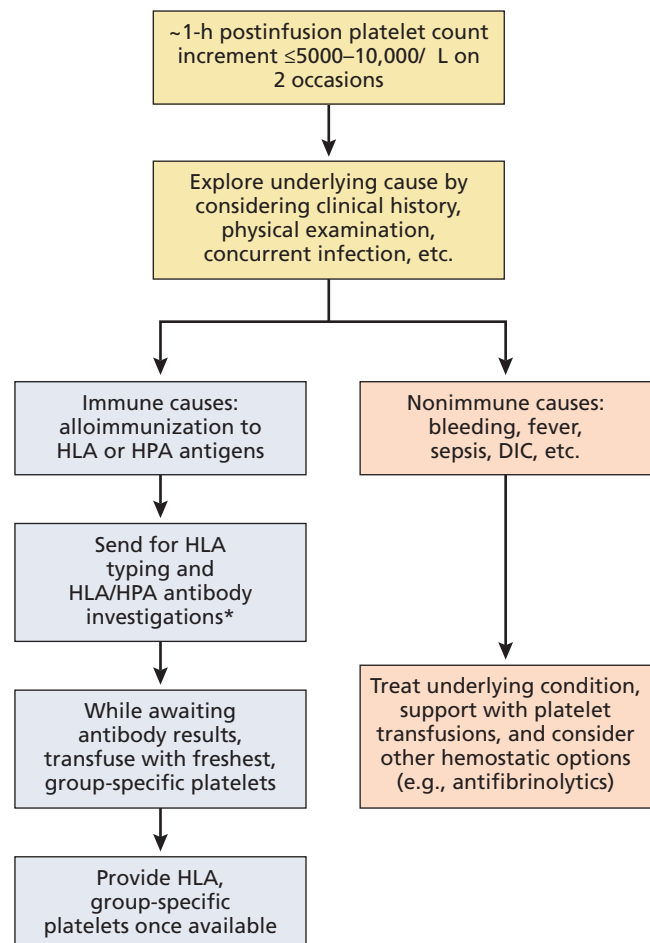 ~1-h postinfusion platelet count
increment ≤5000–10,000/ L on
2 occasions
Explore underlying cause by
considering clinical history,
physical examination,
concurrent infection, etc.
Immune causes:
alloimmunization to
HLA or HPA antigens
Send for HLA
typing and
HLA/HPA antibody
investigations*
While awaiting
antibody results,
transfuse with freshest,
group-specific platelets
Provide HLA,
group-specific
platelets once available
Nonimmune causes:
bleeding, fever,
sepsis, DIC, etc.
Treat underlying condition,
support with platelet
transfusions, and consider
other hemostatic options
(e.g., antifibrinolytics)